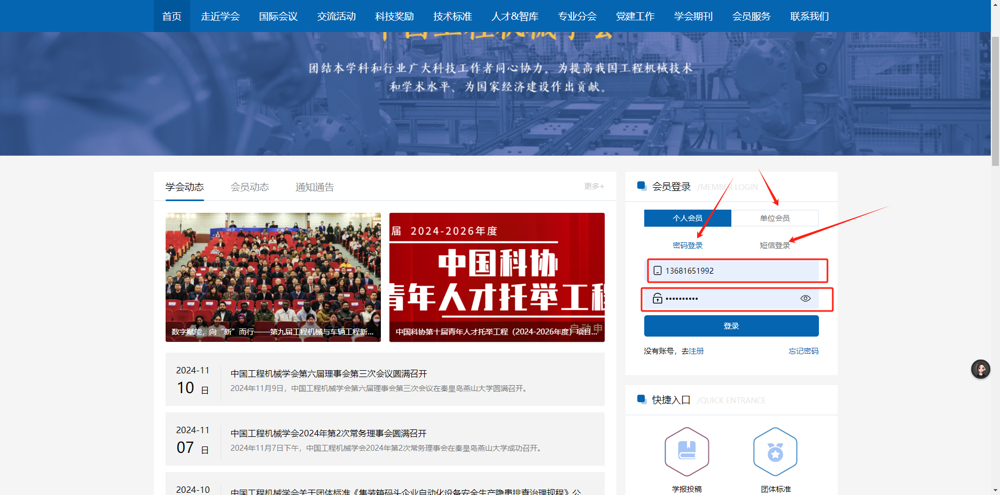 首页 走近学会 国际会议 交流活动 科技奖励 技术标准 人才&智库 专业分会 党建工作 学会期刊 会员服务 联系我们
中国工程机械学会
团结本学科和行业广大科技工作者同心协力，为提高我国工程机械技术
和学术水平、为国家经济建设作出贡献。
学会动态 会员动态 通知通告 更多+
届 2024-2026年度
中国科协
青年人才托举工程
启动申
数字赋能，向“新”而行——第九届工程机械与车辆工程新...
中国科协第十届青年人才托举工程（2024-2026年度）项目...
2024-11
10 日
中国工程机械学会第六届理事会第三次会议圆满召开
2024年11月9日，中国工程机械学会第六届理事会第三次会议在秦皇岛燕山大学圆满召开。
2024-11
07 日
中国工程机械学会2024年第2次常务理事会圆满召开
2024年11月7日下午，中国工程机械学会2024年第2次常务理事会在秦皇岛燕山大学成功召开。
2024-10
中国工程机械学会关于团体标准《集装箱码头企业自动化设备安全生产隐患排查治理规程》公
会员登录 /MEMBER LOGIN
个人会员 单位会员
密码登录 短信登录
13681651992
••••••••••
登录
没有账号，去注册 忘记密码
快捷入口 /QUICK ENTRANCE
学报投稿 团体标准